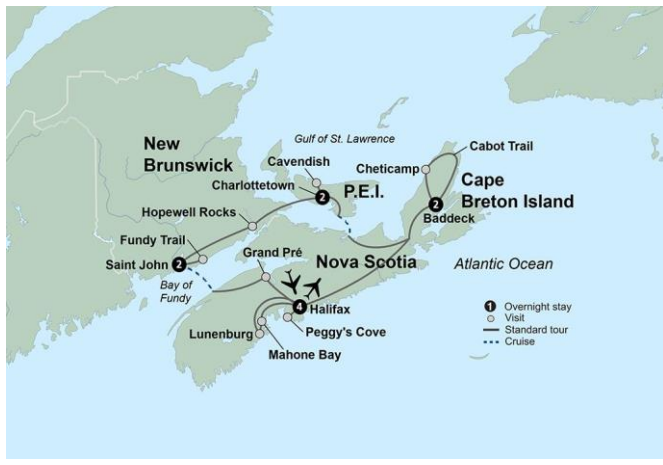 New
Brunswick
Gulf of St. Lawrence
Cavendish
Charlottetown
2
P.E.I.
Cabot Trail
Cheticamp
Cape
Breton Island
2
Baddeck
Hopewell Rocks
Fundy Trail
Saint John
2
Bay of
Fundy
Grand Pré
Nova Scotia
Atlantic Ocean
4
Halifax
Peggy's Cove
Lunenburg
Mahone Bay
1 Overnight stay
Visit
Standard tour
Cruise